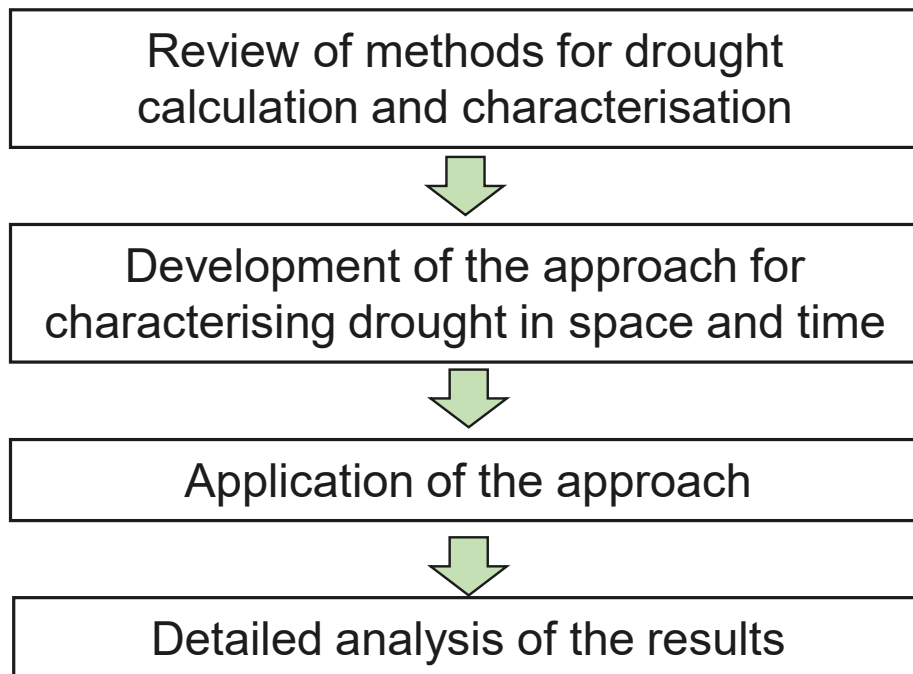 Review of methods for drought
calculation and characterisation
Development of the approach for
characterising drought in space and time
Application of the approach
Detailed analysis of the results